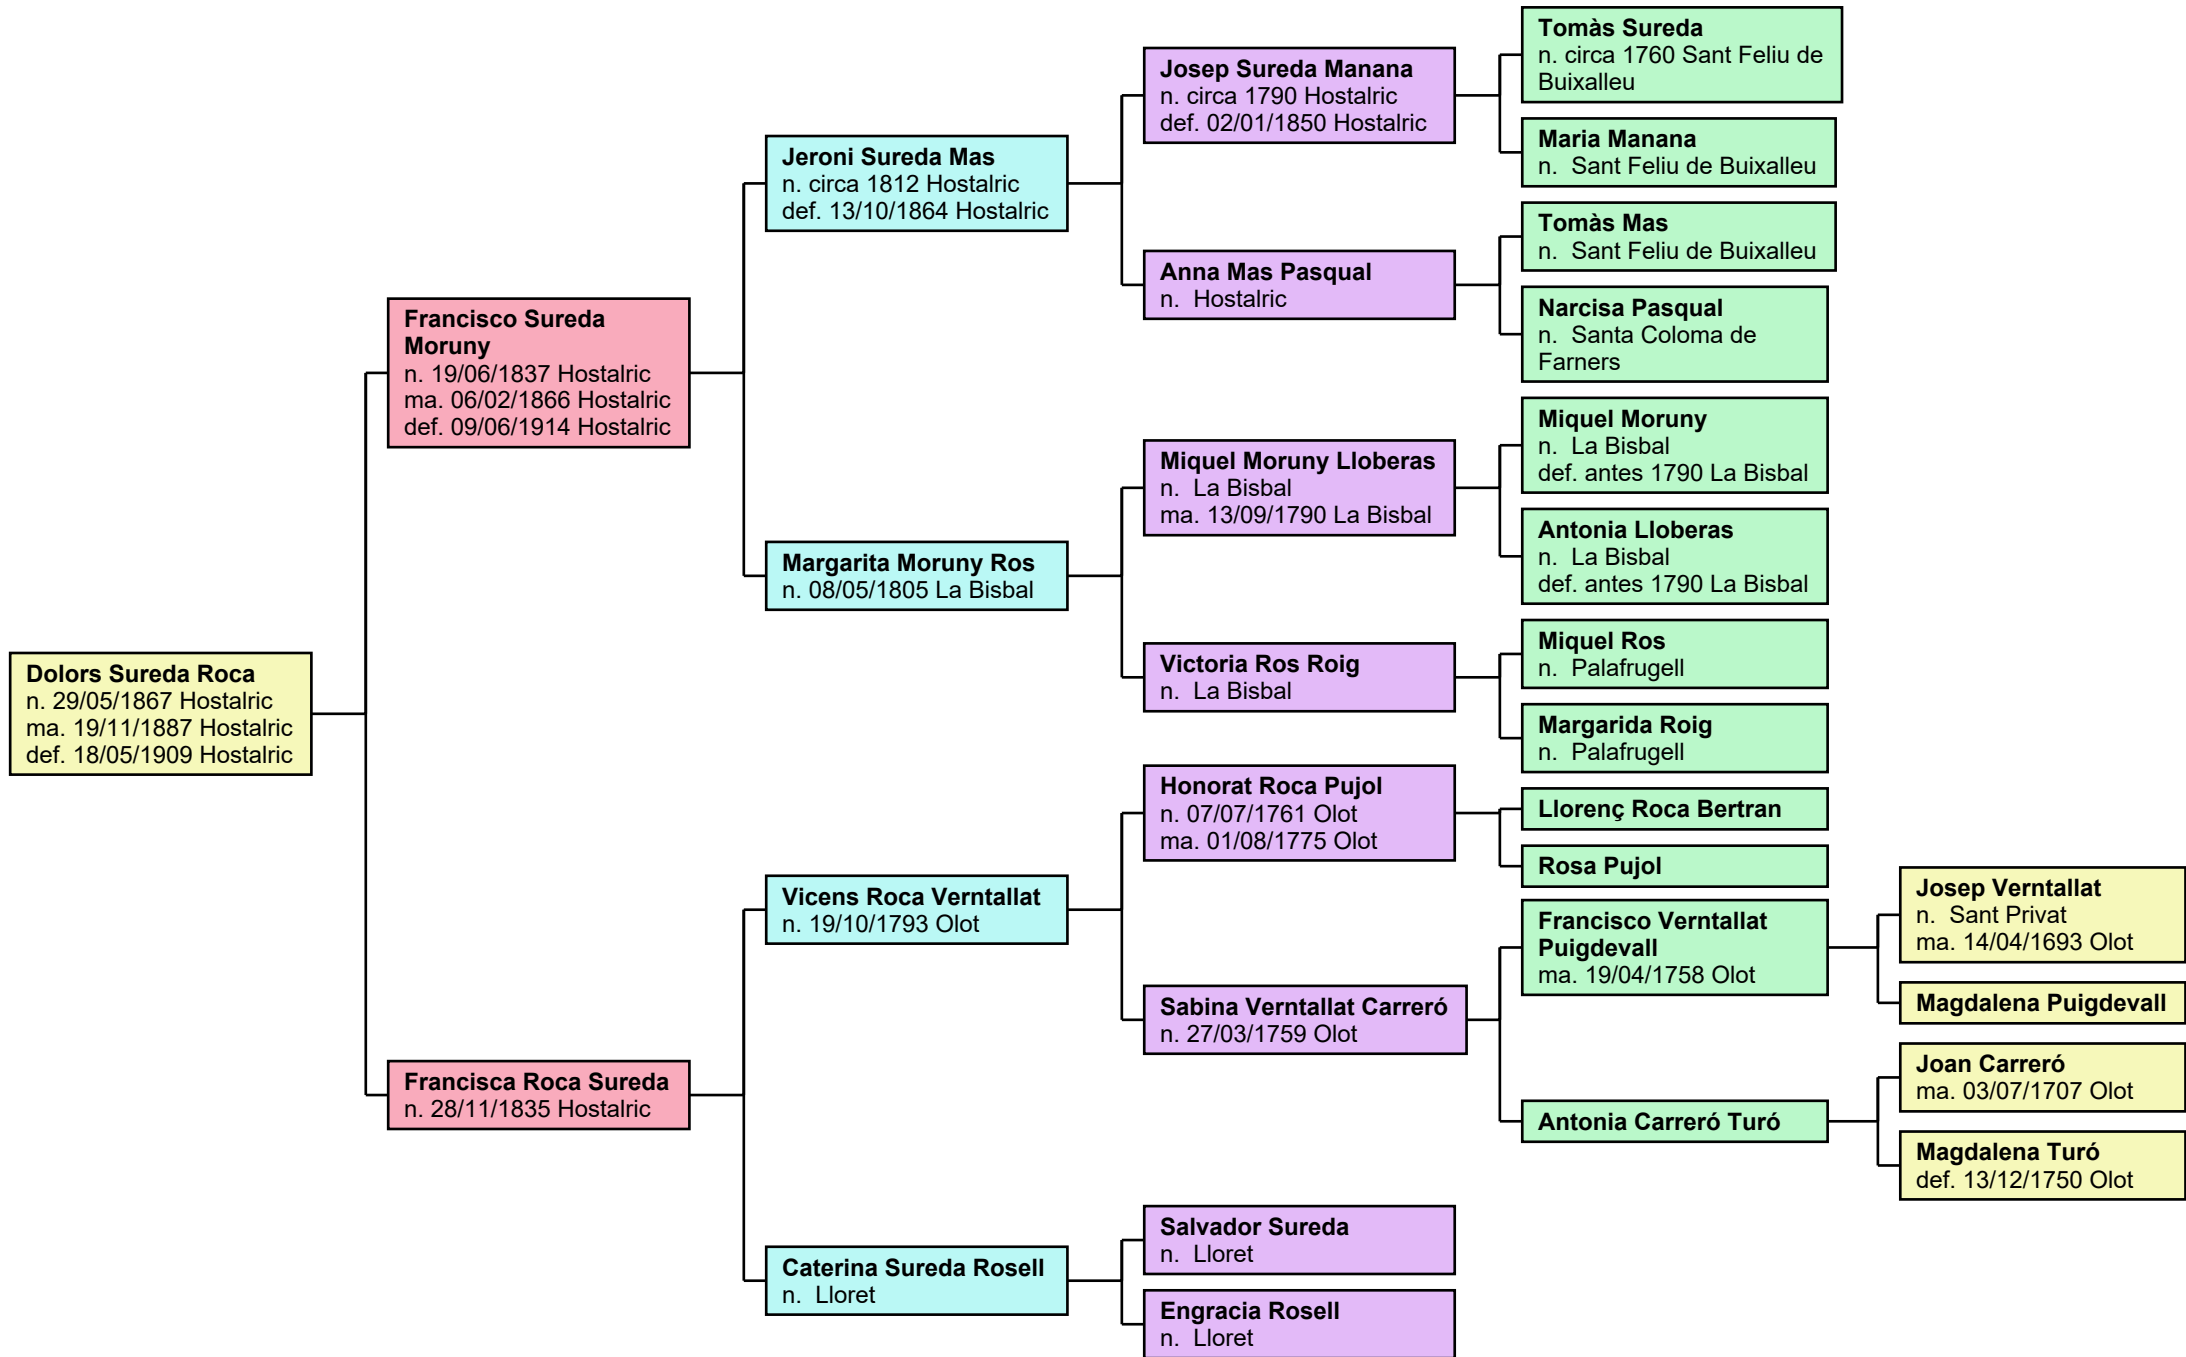 Dolors Sureda Roca
n. 29/05/1867 Hostalric
ma. 19/11/1887 Hostalric
def. 18/05/1909 Hostalric
Francisco Sureda
Moruny
n. 19/06/1837 Hostalric
ma. 06/02/1866 Hostalric
def. 09/06/1914 Hostalric
Francisca Roca Sureda
n. 28/11/1835 Hostalric
Jeroni Sureda Mas
n. circa 1812 Hostalric
def. 13/10/1864 Hostalric
Margarita Moruny Ros
n. 08/05/1805 La Bisbal
Vicens Roca Verntallat
n. 19/10/1793 Olot
Caterina Sureda Rosell
n. Lloret
Josep Sureda Manana
n. circa 1790 Hostalric
def. 02/01/1850 Hostalric
Anna Mas Pasqual
n. Hostalric
Miquel Moruny Lloberas
n. La Bisbal
ma. 13/09/1790 La Bisbal
Victoria Ros Roig
n. La Bisbal
Honorat Roca Pujol
n. 07/07/1761 Olot
ma. 01/08/1775 Olot
Sabina Verntallat Carreró
n. 27/03/1759 Olot
Salvador Sureda
n. Lloret
Engracia Rosell
n. Lloret
Tomàs Sureda
n. circa 1760 Sant Feliu de
Buixalleu
Maria Manana
n. Sant Feliu de Buixalleu
Tomàs Mas
n. Sant Feliu de Buixalleu
Narcisa Pasqual
n. Santa Coloma de
Farners
Miquel Moruny
n. La Bisbal
def. antes 1790 La Bisbal
Antonia Lloberas
n. La Bisbal
def. antes 1790 La Bisbal
Miquel Ros
n. Palafrugell
Margarida Roig
n. Palafrugell
Llorenç Roca Bertran
Rosa Pujol
Francisco Verntallat
Puigdevall
ma. 19/04/1758 Olot
Antonia Carreró Turó
Josep Verntallat
n. Sant Privat
ma. 14/04/1693 Olot
Magdalena Puigdevall
Joan Carreró
ma. 03/07/1707 Olot
Magdalena Turó
def. 13/12/1750 Olot